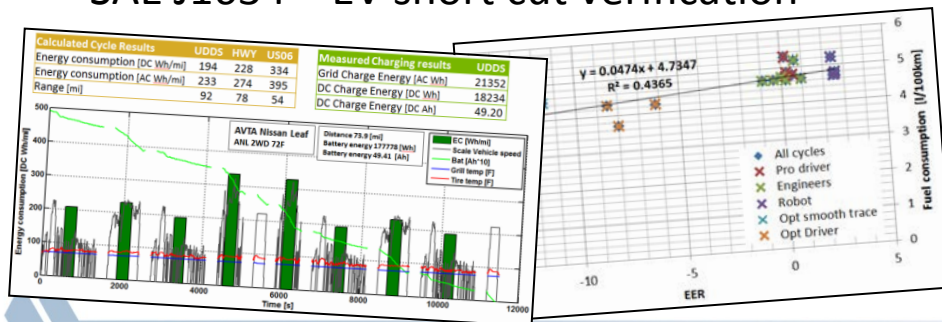 SAE J1634 – EV short cut verification
Calculated Cycle Results UDDS HWY US06
Energy consumption [DC Wh/mi] 194 228 334
Energy consumption [AC Wh/mi] 233 274 395
Range [mi] 92 78 54
Measured Charging results UDDS
Grid Charge Energy [AC Wh] 21352
DC Charge Energy [DC Wh] 18234
DC Charge Energy [DC Ah] 49.20
AVTA Nissan Leaf
ANL 2WD 72F
Distance 73.9 [mi]
Battery energy 177778 [Wh]
Battery energy 49.41 [Ah]
EC [Wh/mi]
Scale Vehicle speed
Bat [Ah*10]
Grill temp [F]
Tire temp [F]
Energy consumption [DC Wh/mi]
500
400
300
200
100
0
0 2000 4000 6000 8000 10000 12000
Time [s]
y = 0.0474x + 4.7347
R² = 0.4365
All cycles
Pro driver
Engineers
Robot
Opt smooth trace
Opt Driver
6
5
4
3
2
1
0
Fuel consumption [l/100km]
-10 -5 0 5
EER